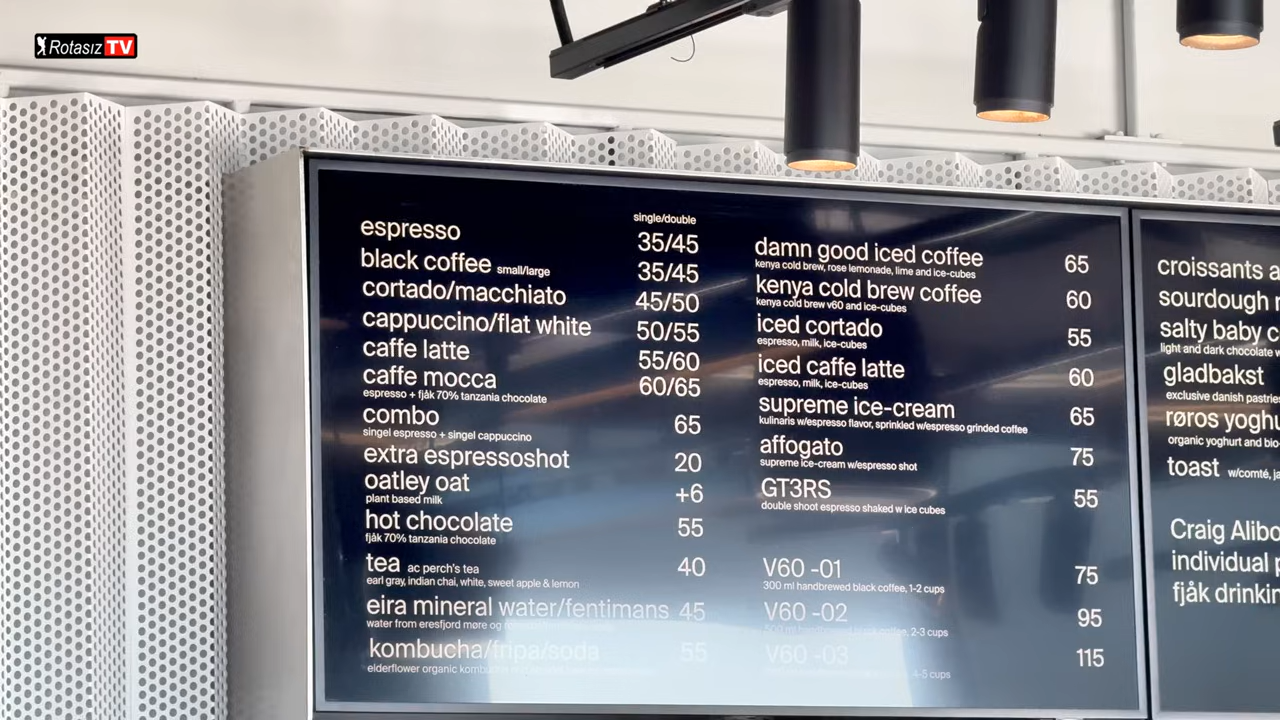 Rotasız TV
single/double
espresso 35/45
black coffee small/large 35/45
cortado/macchiato 45/50
cappuccino/flat white 50/55
caffe latte 55/60
caffe mocca 60/65
espresso + fjåk 70% tanzania chocolate
combo 65
singel espresso + singel cappuccino
extra espressoshot 20
oatley oat +6
plant based milk
hot chocolate 55
fjåk 70% tanzania chocolate
tea ac perch's tea 40
earl gray, indian chai, white, sweet apple & lemon
eira mineral water/fentimans 45
water from eresfjord møre og
kombucha/fripa/soda 55
elderflower organic
damn good iced coffee 65
kenya cold brew, rose lemonade, lime and ice-cubes
kenya cold brew coffee 60
kenya cold brew v60 and ice-cubes
iced cortado 55
espresso, milk, ice-cubes
iced caffe latte 60
espresso, milk, ice-cubes
supreme ice-cream 65
kulinaris w/espresso flavor, sprinkled w/espresso grinded coffee
affogato 75
supreme ice-cream w/espresso shot
GT3RS 55
double shoot espresso shaked w ice cubes
V60 -01 75
300 ml handbrewed black coffee, 1-2 cups
V60 -02 95
500 ml handbrewed black coffee, 2-3 cups
V60 -03 115
4-5 cups
croissants a
sourdough
salty baby c
light and dark chocolate
gladbakst
exclusive danish pastries
røros yoghu
organic yoghurt and bio-
toast w/comté, ja
Craig Alibo
individual
fjåk drinkin